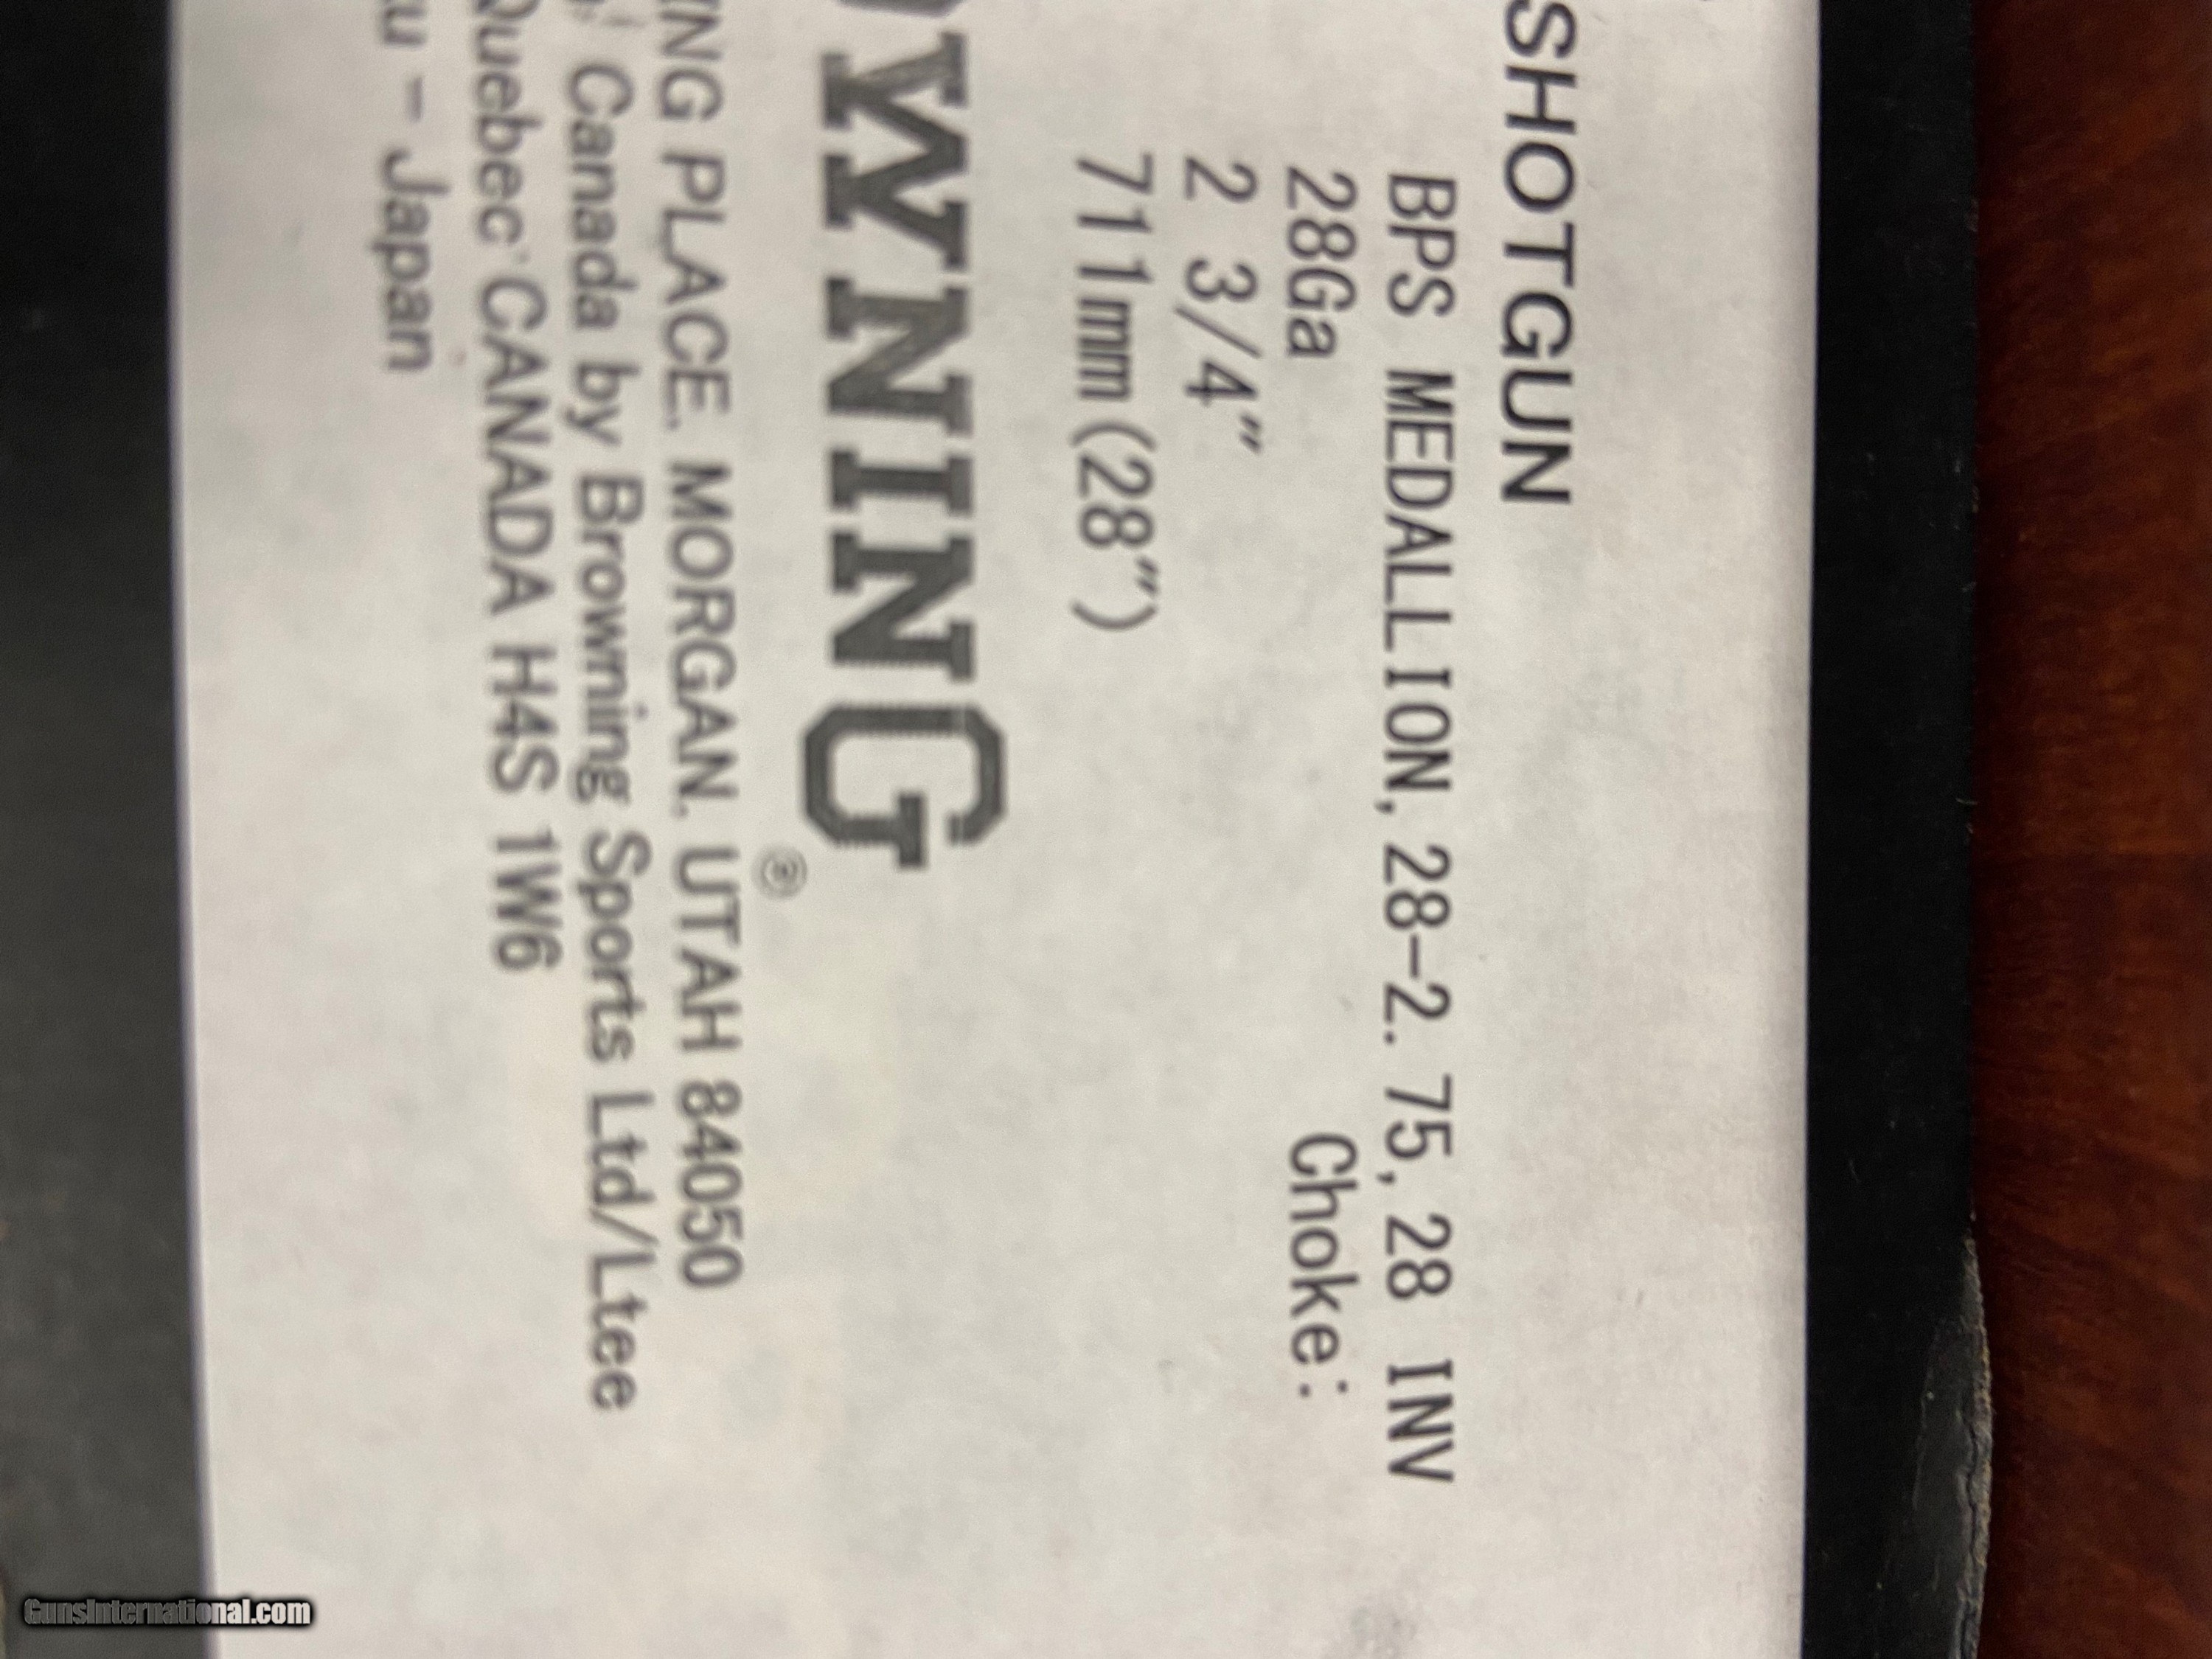 SHOTGUN
BPS MEDALLION, 28-2. 75, 28 INV
28Ga Choke:
2 3/4"
711mm (28")
WNING®
ING PLACE. MORGAN. UTAH 84050
Canada by Browning Sports Ltd/Ltee
Quebec CANADA H4S 1W6
u - Japan
GunsInternational.com